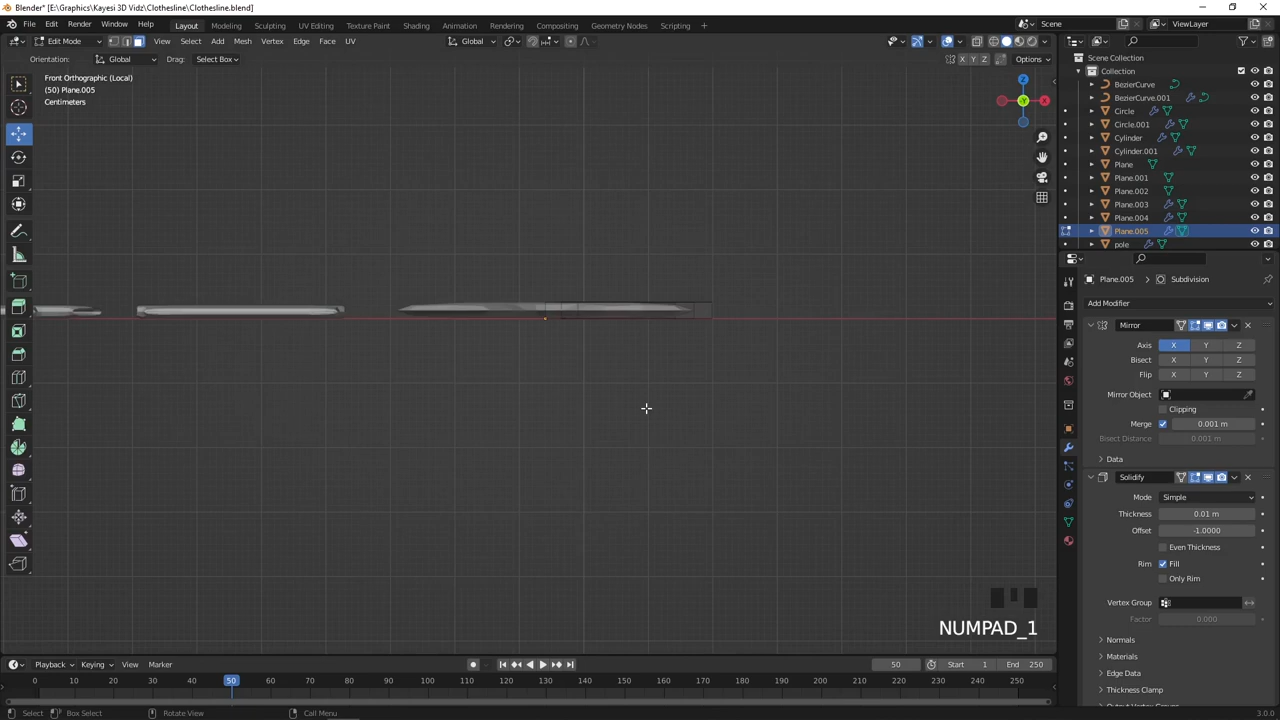 Blender* [E:\Graphics\Kayesi 3D Vidz\Clothesline\Clothesline.blend]
File Edit Render Window Help Layout Modeling Sculpting UV Editing Texture Paint Shading Animation Rendering Compositing Geometry Nodes Scripting Scene ViewLayer
Edit Mode View Select Add Mesh Vertex Edge Face UV Global
Orientation: Global Drag: Select Box X Y Z Options
Front Orthographic (Local)
(50) Plane.005
Centimeters
Z
Y
X
NUMPAD_1
Scene Collection
Collection
BezierCurve
BezierCurve.001
Circle
Circle.001
Cylinder
Cylinder.001
Plane
Plane.001
Plane.002
Plane.003
Plane.004
Plane.005
pole
Plane.005 Subdivision
Add Modifier
Mirror
Axis X Y Z
Bisect X Y Z
Flip X Y Z
Mirror Object
Clipping
Merge 0.001 m
Bisect Distance 0.001 m
Data
Solidify
Mode Simple
Thickness 0.01 m
Offset -1.0000
Even Thickness
Rim Fill
Only Rim
Vertex Group
Factor 0.000
Normals
Materials
Edge Data
Thickness Clamp
Output Vertex Groups
Playback Keying View Marker 50 Start 1 End 250
0 10 20 30 40 50 60 70 80 90 100 110 120 130 140 150 160 170 180 190 200 210 220 230 240 250
Select Box Select Rotate View Call Menu 3.0.0